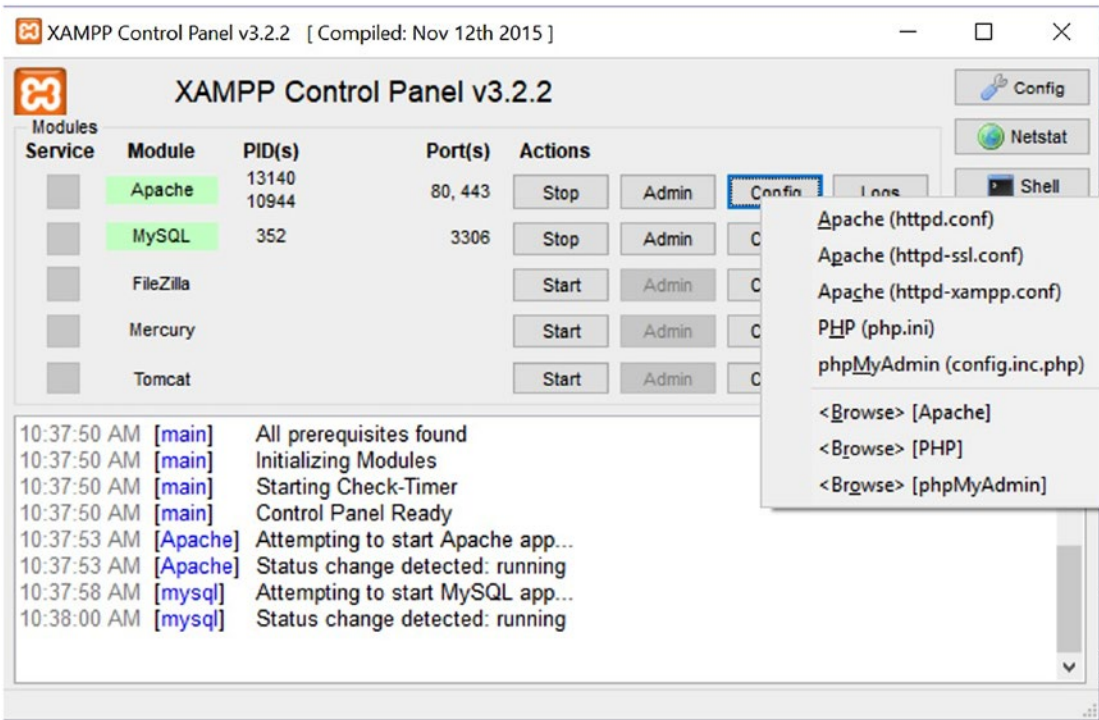 XAMPP Control Panel v3.2.2 [ Compiled: Nov 12th 2015 ]
XAMPP Control Panel v3.2.2
Config
Modules
Netstat
Service Module PID(s) Port(s) Actions
Shell
Apache 13140 10944 80, 443 Stop Admin Config Logs
MySQL 352 3306 Stop Admin
FileZilla Start Admin
Mercury Start Admin
Tomcat Start Admin
Apache (httpd.conf)
Apache (httpd-ssl.conf)
Apache (httpd-xampp.conf)
PHP (php.ini)
phpMyAdmin (config.inc.php)
<Browse> [Apache]
<Browse> [PHP]
<Browse> [phpMyAdmin]
10:37:50 AM [main] All prerequisites found
10:37:50 AM [main] Initializing Modules
10:37:50 AM [main] Starting Check-Timer
10:37:50 AM [main] Control Panel Ready
10:37:53 AM [Apache] Attempting to start Apache app...
10:37:53 AM [Apache] Status change detected: running
10:37:58 AM [mysql] Attempting to start MySQL app...
10:38:00 AM [mysql] Status change detected: running